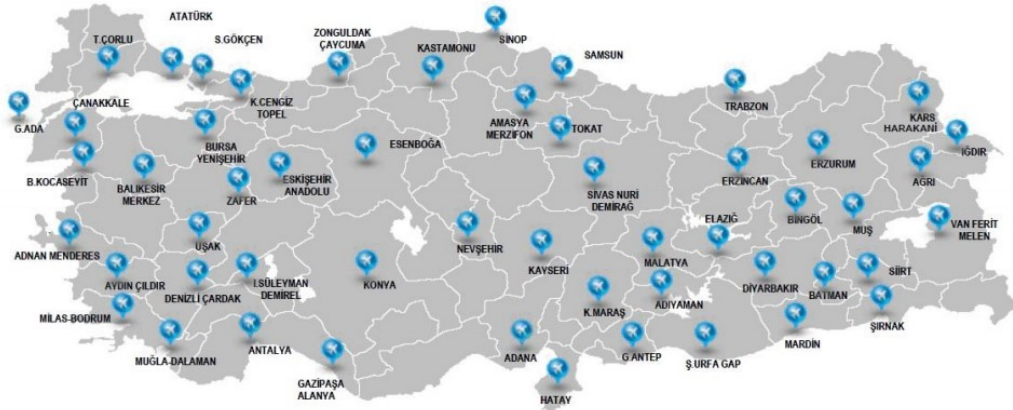 ATATÜRK
T.ÇORLU
S.GÖKÇEN
ZONGULDAK
ÇAYCUMA
KASTAMONU
SİNOP
SAMSUN
G.ADA
ÇANAKKALE
K.CENGİZ
TOPEL
AMASYA
MERZİFON
TOKAT
TRABZON
KARS
HARAKANİ
IĞDIR
B.KOCASEYİT
BALIKESİR
MERKEZ
BURSA
YENİŞEHİR
ZAFER
ESKİŞEHİR
ANADOLU
ESENBOĞA
SIVAS NURİ
DEMİRAĞ
ERZİNCAN
ERZURUM
AĞRI
ADNAN MENDERES
UŞAK
NEVŞEHİR
KAYSERİ
MALATYA
ELAZIĞ
BİNGÖL
MUŞ
VAN FERİT
MELEN
AYDIN ÇILDIR
DENİZLİ ÇARDAK
I.SÜLEYMAN
DEMİREL
KONYA
K.MARAŞ
ADIYAMAN
DİYARBAKIR
BATMAN
SİİRT
MİLAS-BODRUM
MUĞLA-DALAMAN
ANTALYA
GAZİPAŞA
ALANYA
ADANA
HATAY
G.ANTEP
Ş.URFA GAP
MARDİN
ŞIRNAK